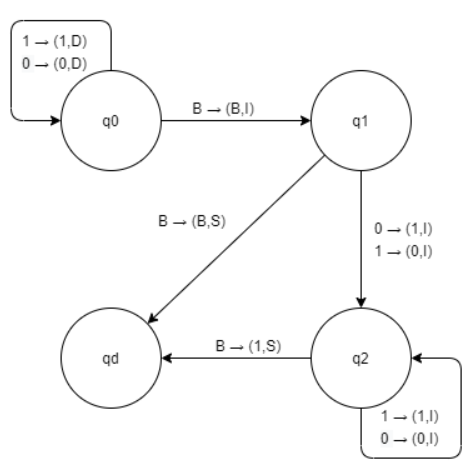 1 → (1,D)
0 → (0,D)
q0
B → (B,I)
q1
B → (B,S)
0 → (1,I)
1 → (0,I)
qd
B → (1,S)
q2
1 → (1,I)
0 → (0,I)